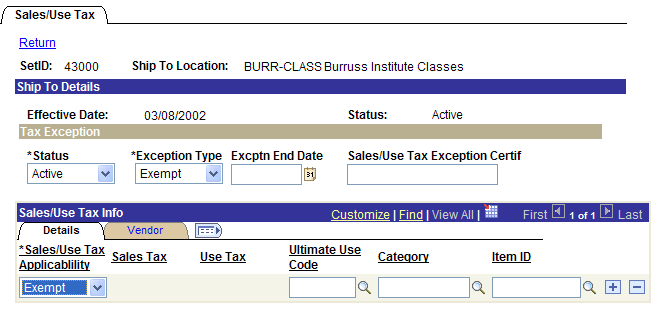 Sales/Use Tax
Return
SetID: 43000 Ship To Location: BURR-CLASS Burruss Institute Classes
Ship To Details
Effective Date: 03/08/2002 Status: Active
Tax Exception
*Status *Exception Type Excptn End Date Sales/Use Tax Exception Certif
Active Exempt 31
Sales/Use Tax Info Customize | Find | View All | First 1 of 1 Last
Details Vendor
*Sales/Use Tax Applicablility Sales Tax Use Tax Ultimate Use Code Category Item ID
Exempt